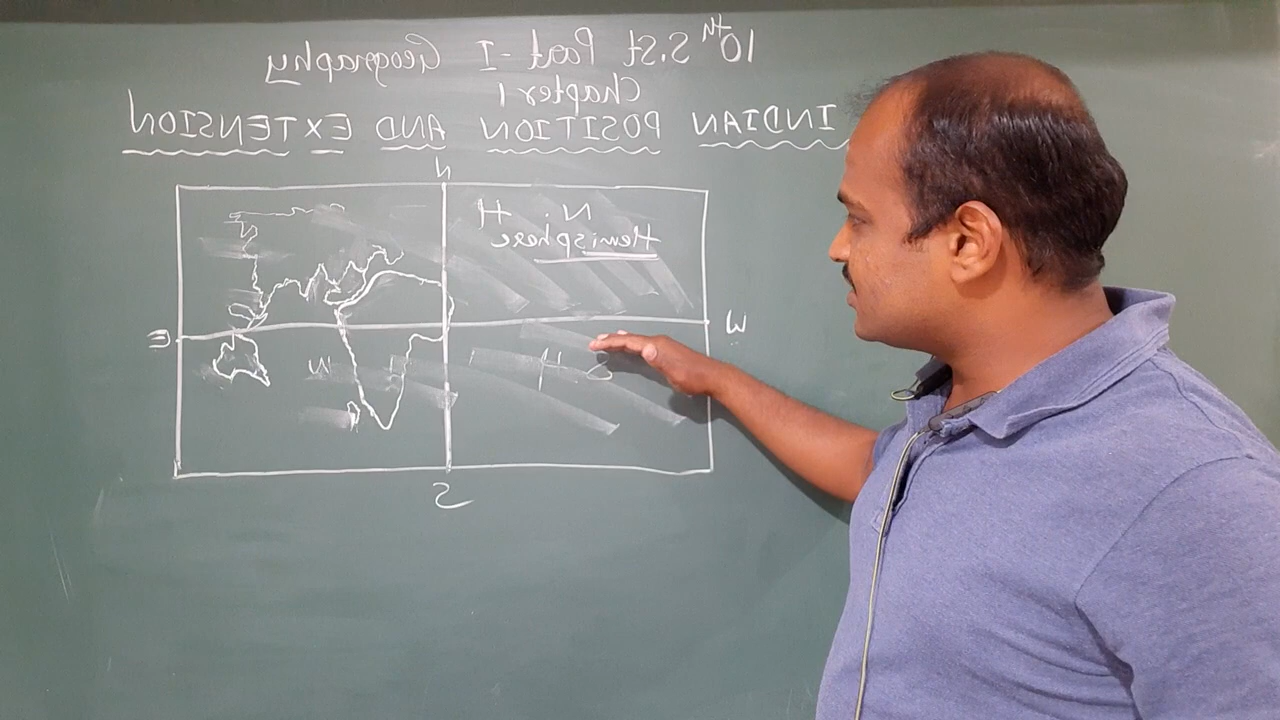 10th S.St Part-I Geography
Chapter 1
INDIAN POSITION AND EXTENSION
N
N. H
Hemisphere
W
E
S H
S